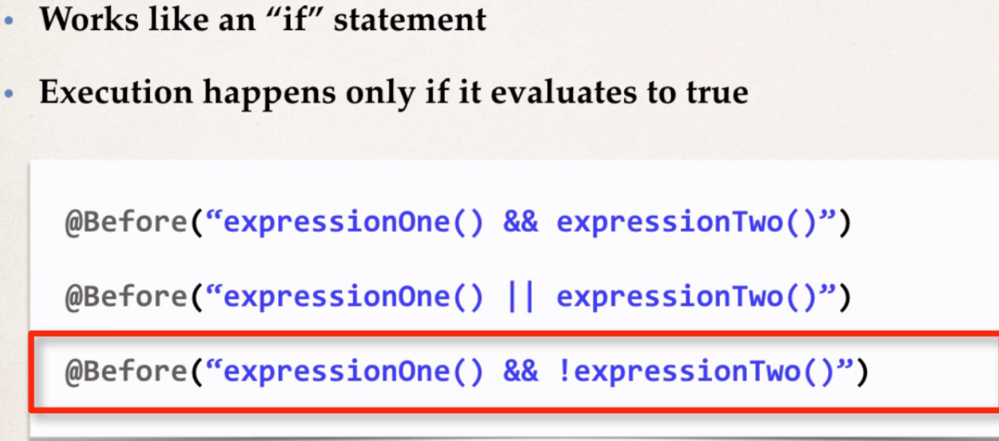 • Works like an “if” statement
• Execution happens only if it evaluates to true
@Before(“expressionOne() && expressionTwo()”)
@Before(“expressionOne() || expressionTwo()”)
@Before(“expressionOne() && !expressionTwo()”)